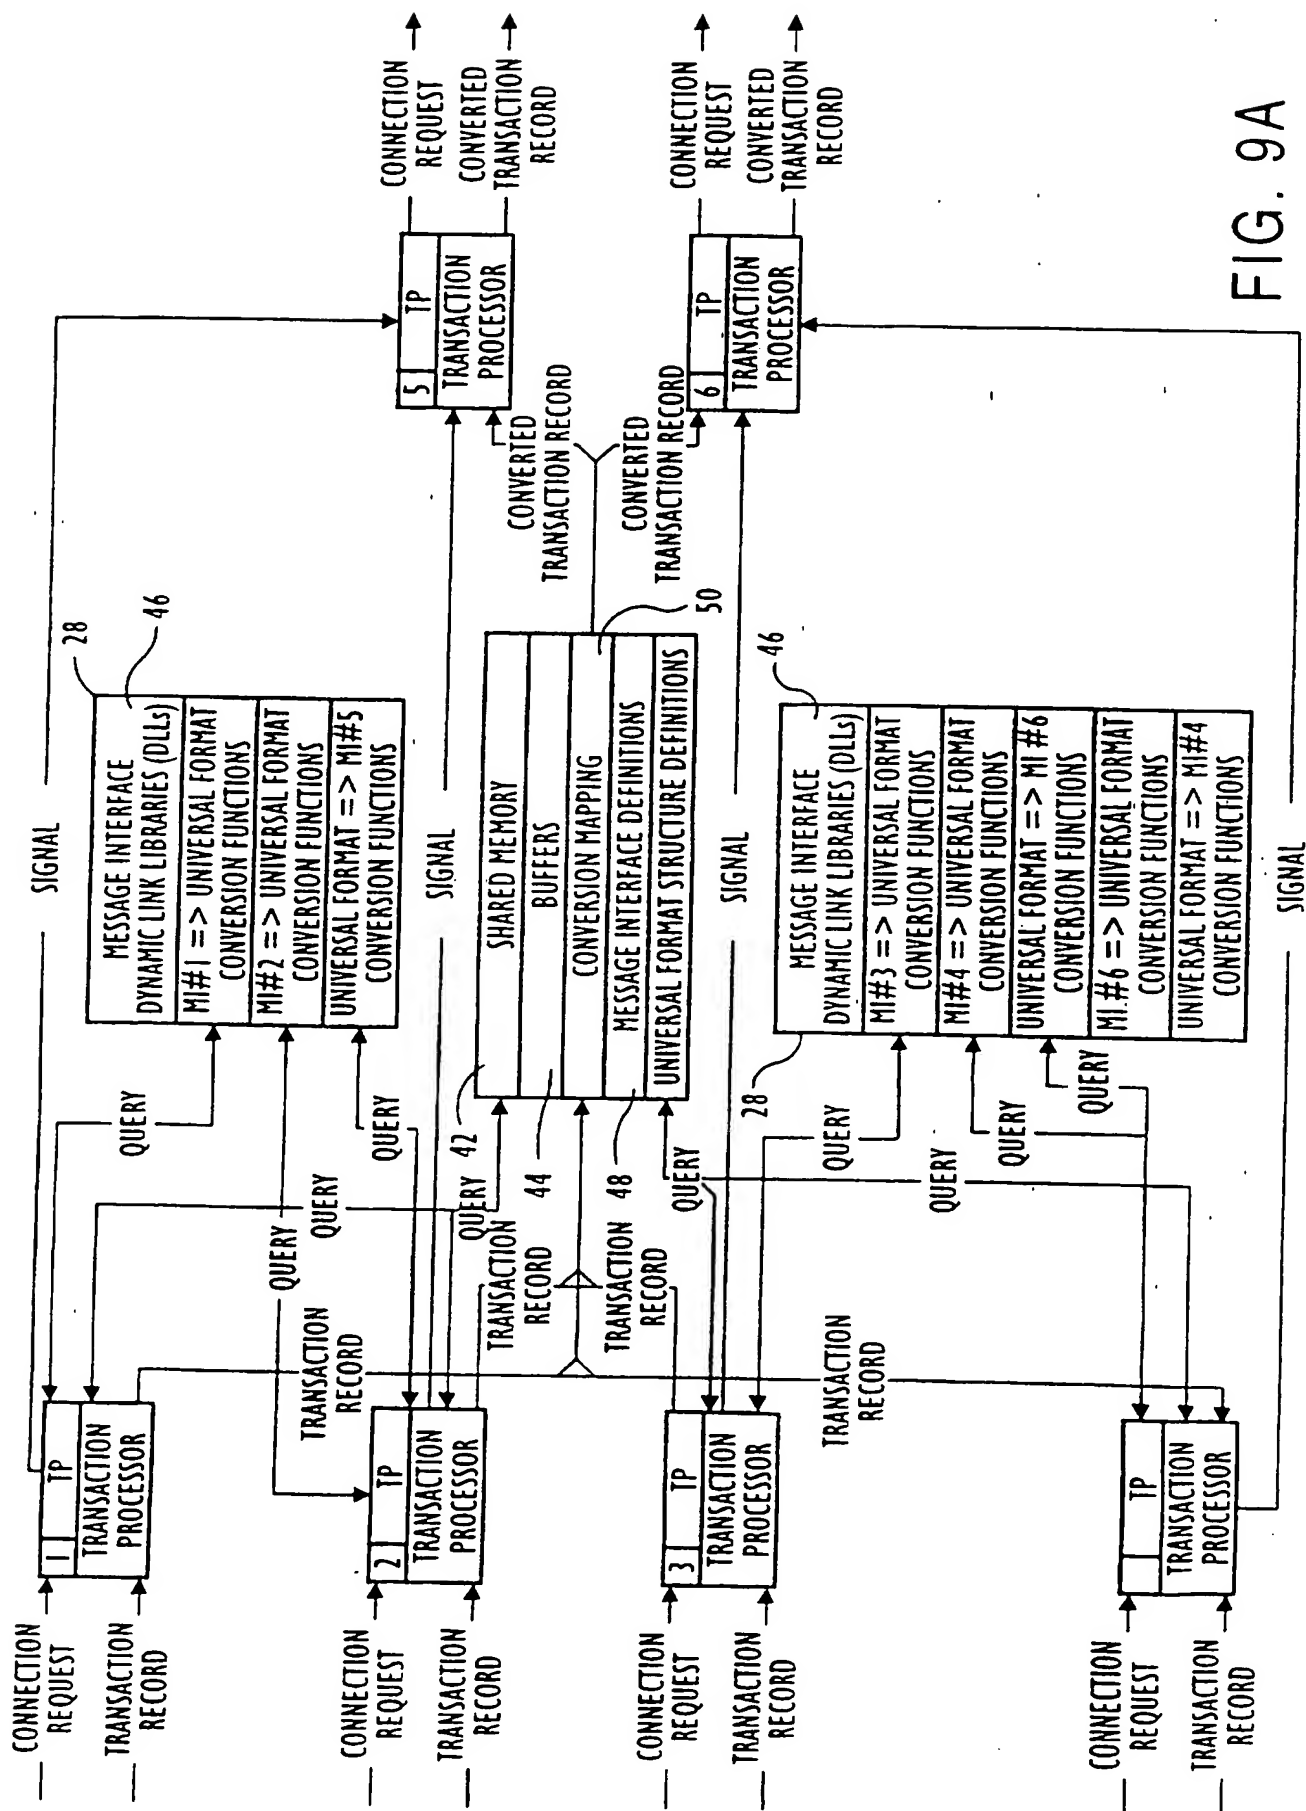 CONNECTION
REQUEST
TRANSACTION
RECORD
1 TP
TRANSACTION
PROCESSOR
CONNECTION
REQUEST
TRANSACTION
RECORD
2 TP
TRANSACTION
PROCESSOR
CONNECTION
REQUEST
TRANSACTION
RECORD
3 TP
TRANSACTION
PROCESSOR
CONNECTION
REQUEST
TRANSACTION
RECORD
TP
TRANSACTION
PROCESSOR
TRANSACTION
RECORD
TRANSACTION
RECORD
TRANSACTION
RECORD
TRANSACTION
RECORD
QUERY
QUERY
QUERY
QUERY
QUERY
QUERY
QUERY
QUERY
QUERY
QUERY
SIGNAL
SIGNAL
SIGNAL
SIGNAL
28
46
MESSAGE INTERFACE
DYNAMIC LINK LIBRARIES (DLLs)
MI#1 => UNIVERSAL FORMAT
CONVERSION FUNCTIONS
MI#2 => UNIVERSAL FORMAT
CONVERSION FUNCTIONS
UNIVERSAL FORMAT => MI#5
CONVERSION FUNCTIONS
42
44
48
50
SHARED MEMORY
BUFFERS
CONVERSION MAPPING
MESSAGE INTERFACE DEFINITIONS
UNIVERSAL FORMAT STRUCTURE DEFINITIONS
28
46
MESSAGE INTERFACE
DYNAMIC LINK LIBRARIES (DLLs)
MI#3 => UNIVERSAL FORMAT
CONVERSION FUNCTIONS
MI#4 => UNIVERSAL FORMAT
CONVERSION FUNCTIONS
UNIVERSAL FORMAT => MI #6
CONVERSION FUNCTIONS
MI #6 => UNIVERSAL FORMAT
CONVERSION FUNCTIONS
UNIVERSAL FORMAT => MI#4
CONVERSION FUNCTIONS
CONVERTED
TRANSACTION RECORD
CONVERTED
TRANSACTION RECORD
5 TP
TRANSACTION
PROCESSOR
CONNECTION
REQUEST
CONVERTED
TRANSACTION
RECORD
6 TP
TRANSACTION
PROCESSOR
CONNECTION
REQUEST
CONVERTED
TRANSACTION
RECORD
FIG. 9A